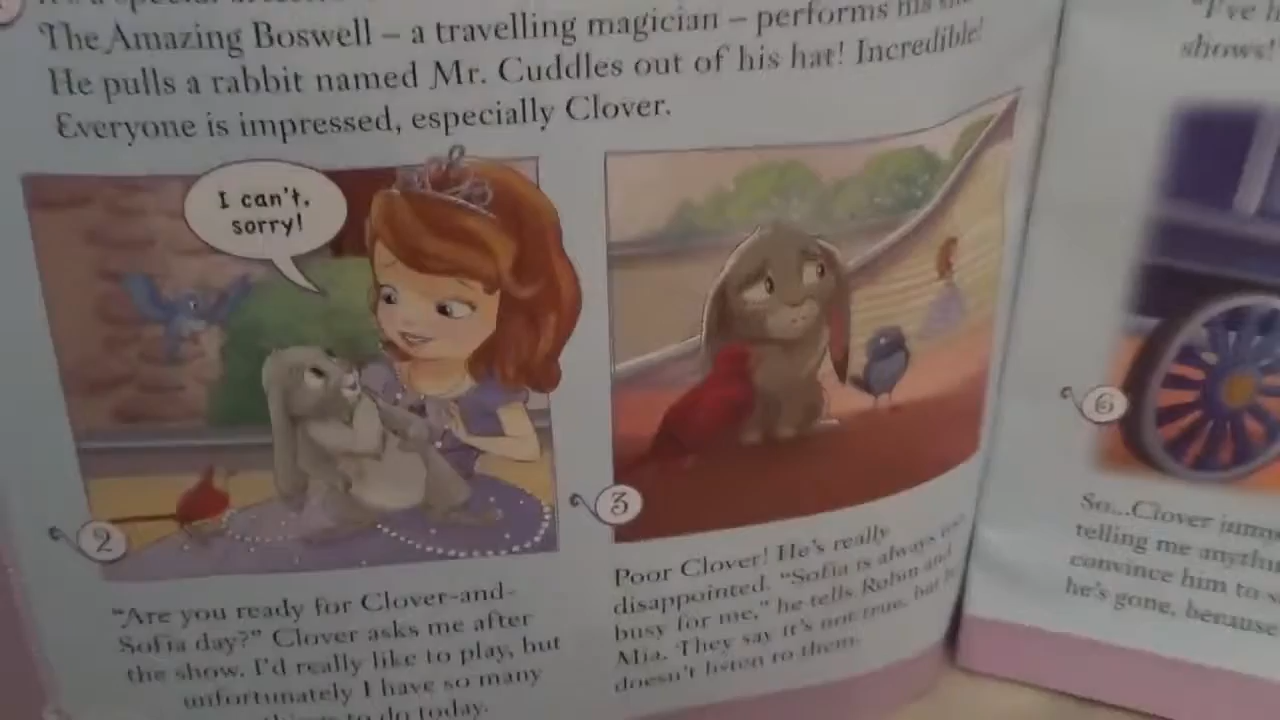 The Amazing Boswell – a travelling magician – performs his
He pulls a rabbit named Mr. Cuddles out of his hat! Incredible!
Everyone is impressed, especially Clover.
I can't,
sorry!
2
"Are you ready for Clover-and-
Sofia day?" Clover asks me after
the show. I'd really like to play, but
unfortunately I have so many
to do today.
3
Poor Clover! He's really
disappointed. "Sofia is always too
busy for me," he tells Robin and
Mia. They say it's not true, but he
doesn't listen to them.
"I've
shows!
6
So...Clover
telling me
convince him to
he's gone, because